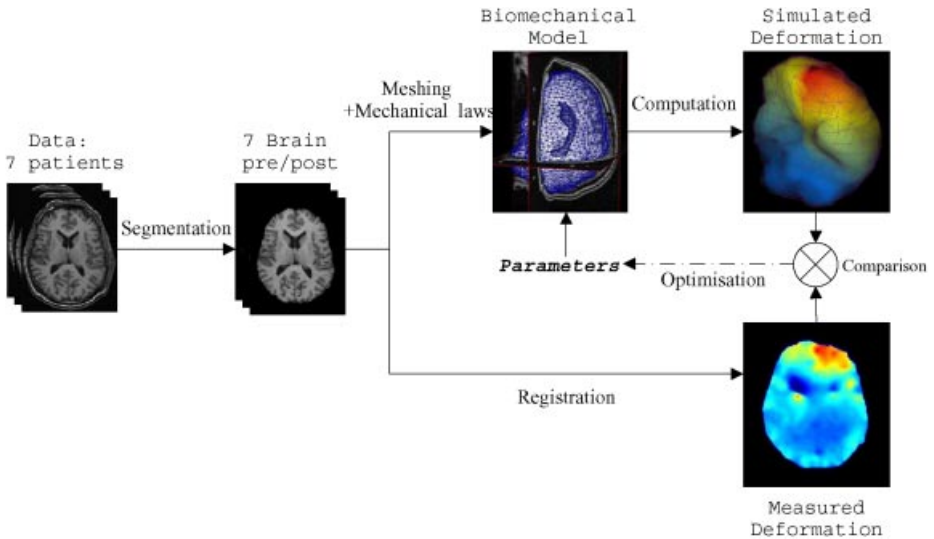 Data:
7 patients
Segmentation
7 Brain
pre/post
Meshing
+Mechanical laws
Biomechanical
Model
Computation
Simulated
Deformation
Parameters
Optimisation
Comparison
Registration
Measured
Deformation